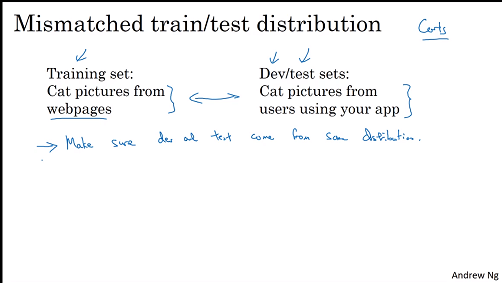 Mismatched train/test distribution
Certs
Training set:
Cat pictures from
webpages
Dev/test sets:
Cat pictures from
users using your app
Make sure dev and test come from same distribution.
Andrew Ng